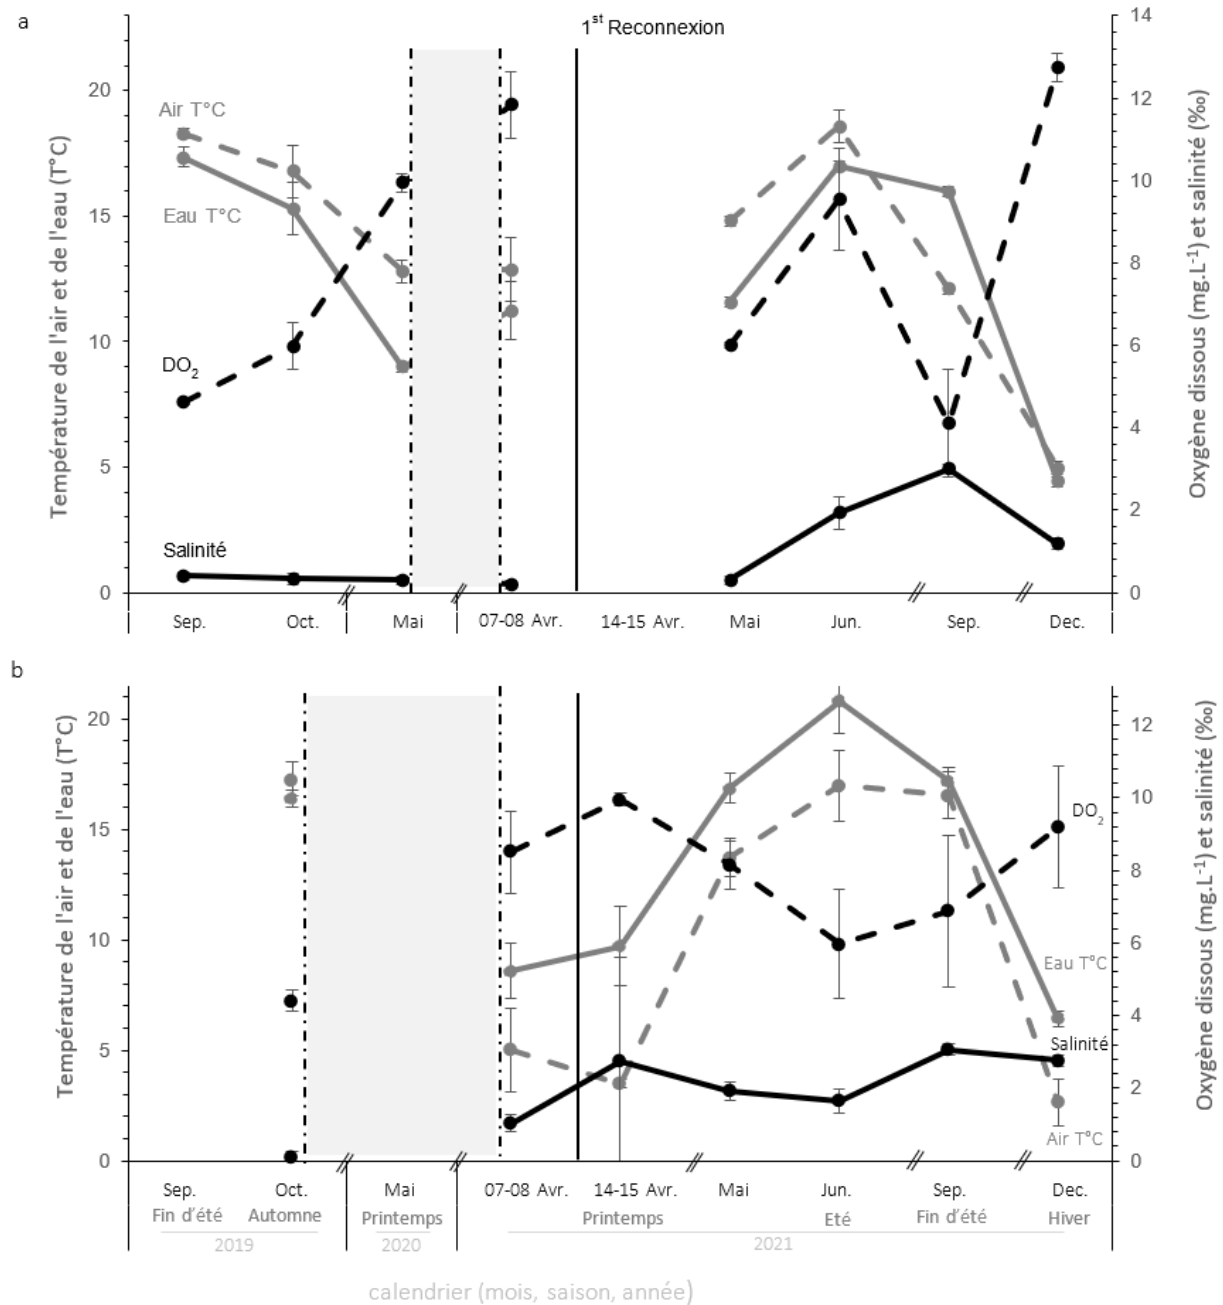 a
1st Reconnexion
Température de l'air et de l'eau (T°C)
20
15
10
5
0
Air T°C
Eau T°C
DO2
Salinité
14
12
10
8
6
4
2
0
Oxygène dissous (mg.L-1) et salinité (‰)
Sep. Oct. Mai 07-08 Avr. 14-15 Avr. Mai Jun. Sep. Dec.
b
Température de l'air et de l'eau (T°C)
20
15
10
5
0
DO2
Eau T°C
Salinité
Air T°C
12
10
8
6
4
2
0
Oxygène dissous (mg.L-1) et salinité (‰)
Sep. Oct. Mai 07-08 Avr. 14-15 Avr. Mai Jun. Sep. Dec.
Fin d'été Automne Printemps Printemps Eté Fin d'été Hiver
2019 2020 2021
calendrier (mois, saison, année)